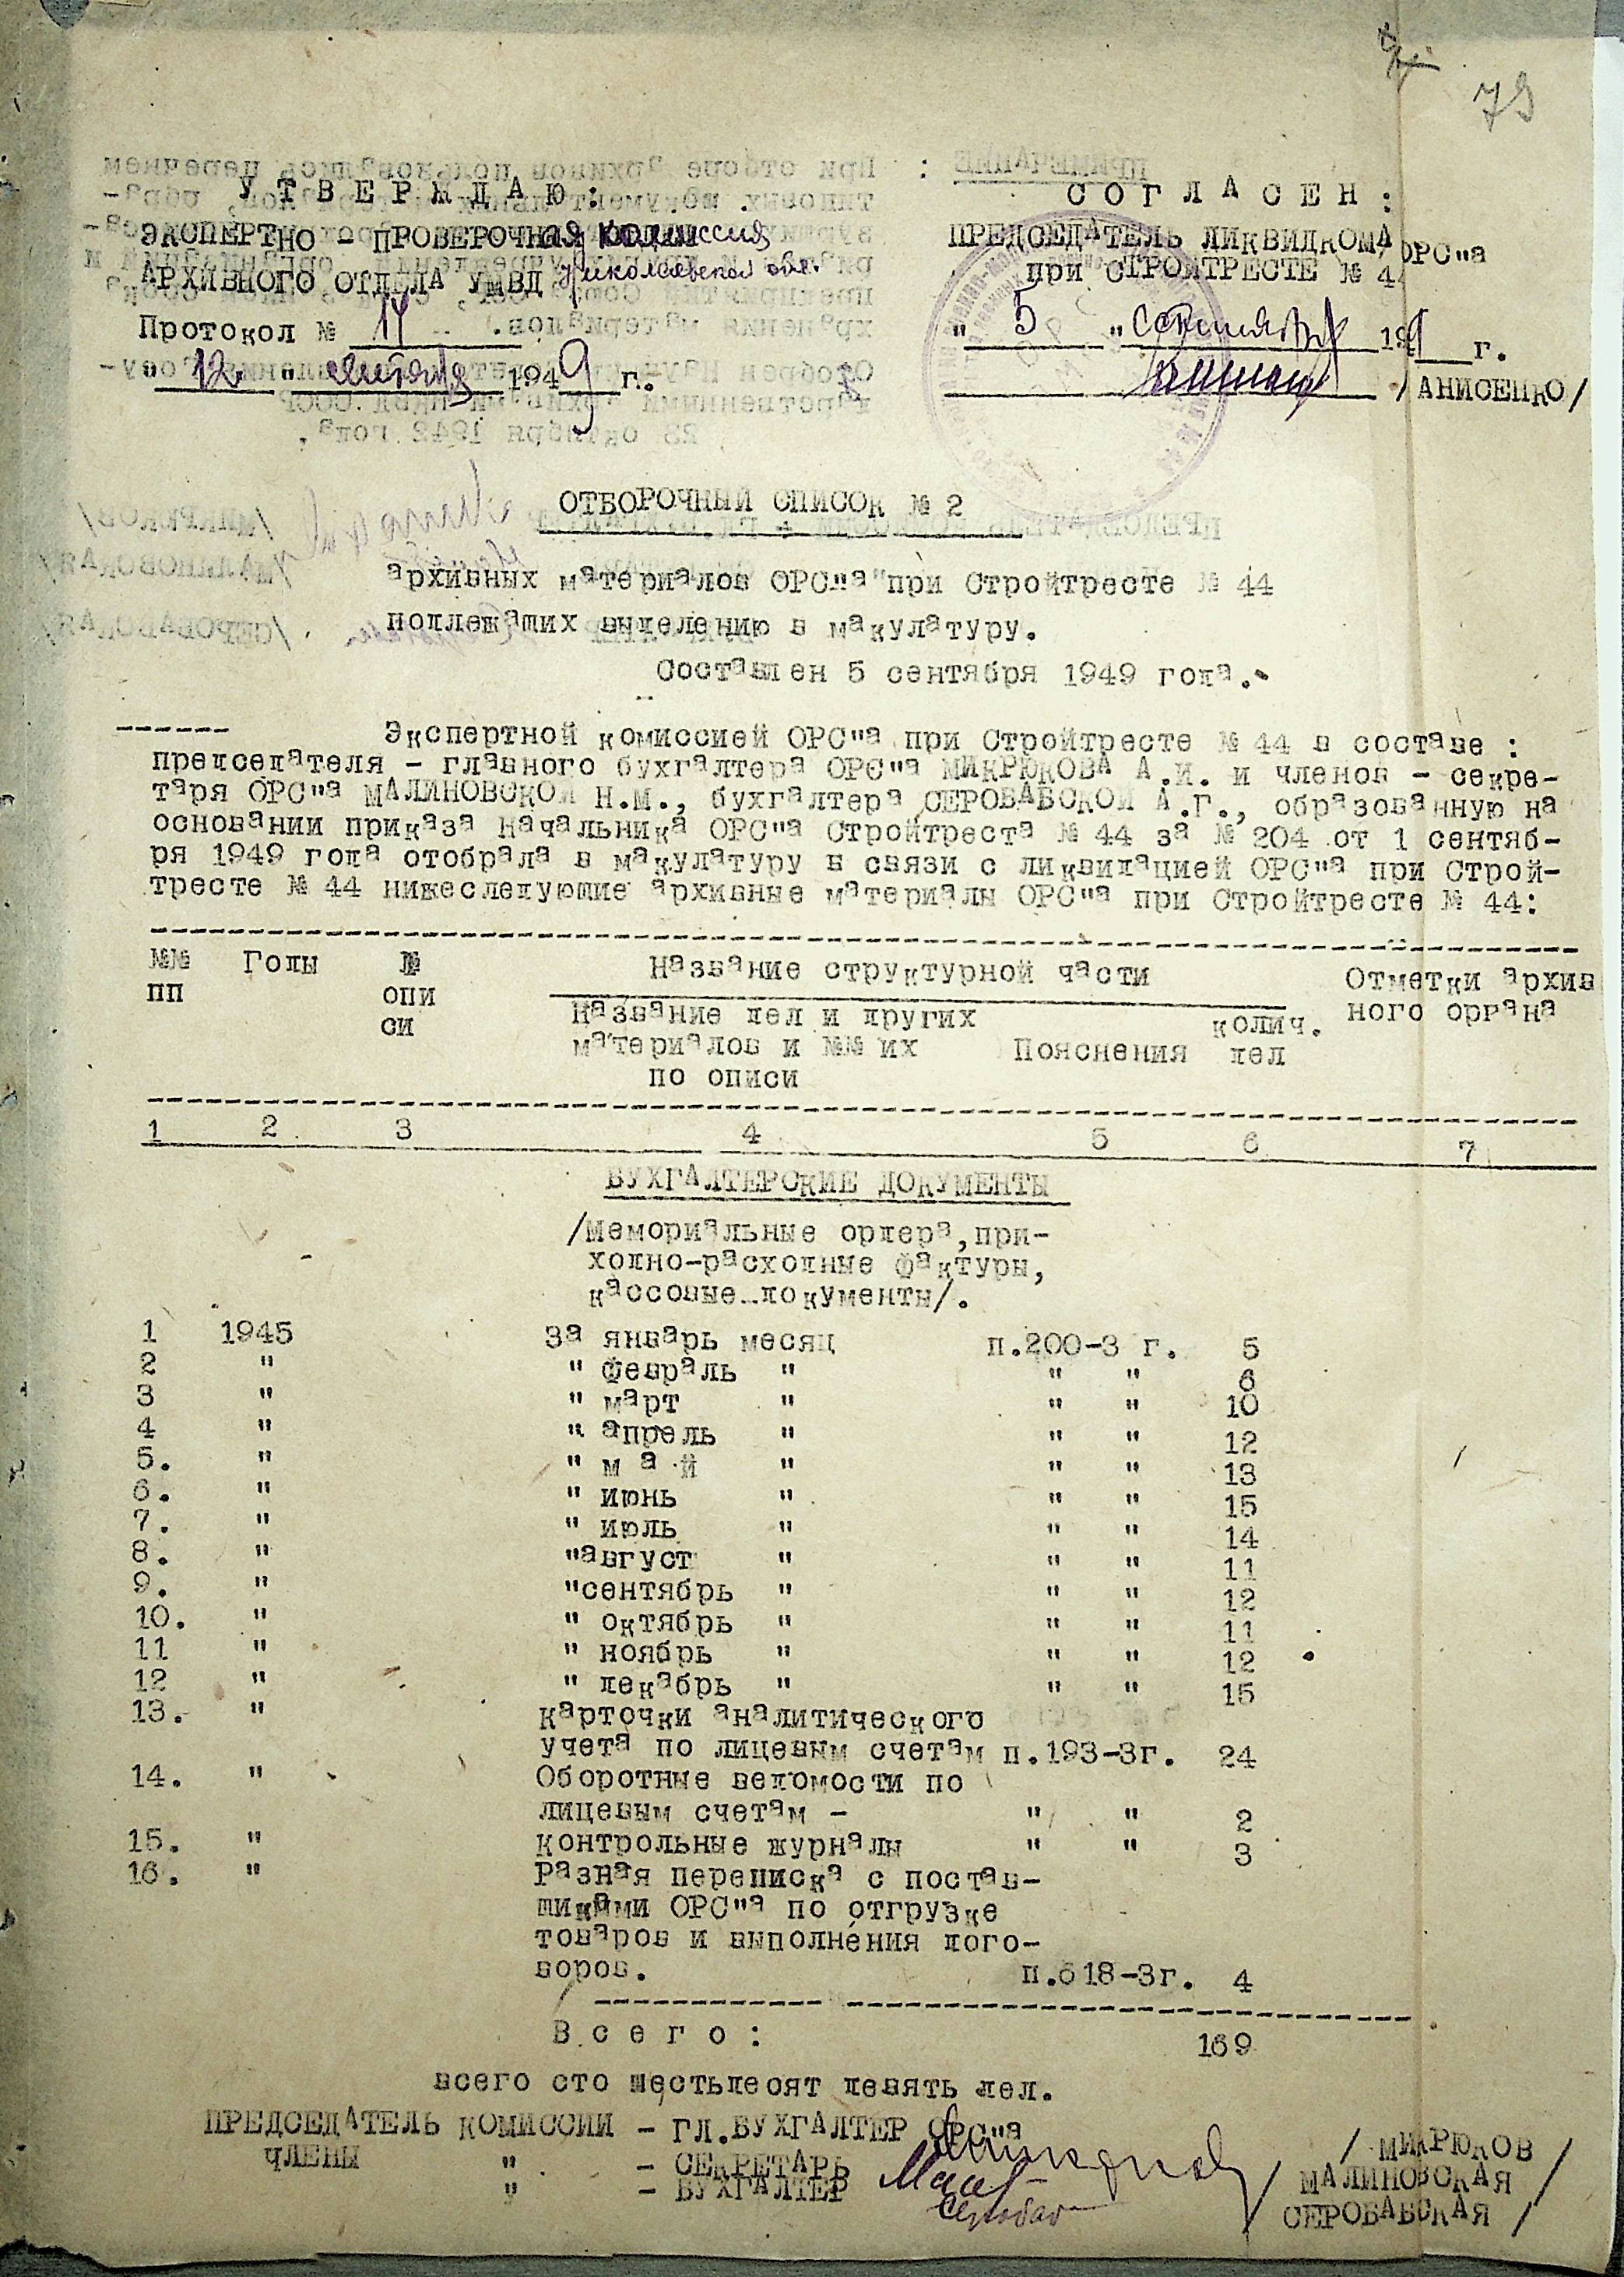 79
УТВЕРЖДАЮ:
ЭКСПЕРТНО - ПРОВЕРОЧНАЯ комиссия
АРХИВНОГО ОТДЕЛА УМВД Николаевской обл.
Протокол № 14
"12" сентября 1949 г.
СОГЛАСЕН:
ПРЕДСЕДАТЕЛЬ ЛИКВИДКОМА ОРС"а
при СТРОЙТРЕСТЕ № 44
"5" сентября 194 г.
/АНИСЕНКО/
ОТБОРОЧНЫЙ СПИСОК № 2
архивных материалов ОРС"а" при Стройтресте № 44
подлежащих выделению в макулатуру.
Составлен 5 сентября 1949 года.-
Экспертной комиссией ОРС"а при Стройтресте № 44 в составе :
председателя - главного бухгалтера ОРС"а МИКРЮКОВА А.И. и членов - секре-
таря ОРС"а МАЛИНОВСКОЙ Н.М., бухгалтера СЕРОВАВСКОЙ А.Г., образованную на
основании приказа Начальника ОРС"а Стройтреста № 44 за № 204 от 1 сентяб-
ря 1949 года отобрала в макулатуру в связи с ликвидацией ОРС"а при Строй-
тресте № 44 нижеследующие архивные материалы ОРС"а при Стройтресте № 44:
№№ Годы № Название структурной части Отметки архив
пп опи ного органа
си Название дел и других колич.
материалов и №№ их Пояснения дел
по описи
1 2 3 4 5 6 7
БУХГАЛТЕРСКИЕ ДОКУМЕНТЫ
/Мемориальные ордера, при-
ходно-расходные фактуры,
кассовые документы/.
1 1945 За январь месяц п.200-3 г. 5
2 " " февраль " " " 6
3 " " март " " " 10
4 " " апрель " " " 12
5. " " м а й " " " 13
6. " " июнь " " " 15
7. " " июль " " " 14
8. " "август " " " 11
9. " "сентябрь " " " 12
10. " " октябрь " " " 11
11 " " ноябрь " " " 12
12 " " декабрь " " " 15
13. " Карточки аналитического
учета по лицевым счетам п.193-3г. 24
14. " Оборотные ведомости по
лицевым счетам - " " 2
15. " Контрольные журналы " " 3
16. " Разная переписка с постав-
щиками ОРС"а по отгрузке
товаров и выполнения дого-
воров. п.618-3г. 4
Всего: 169
всего сто шестьдесят девять дел.
ПРЕДСЕДАТЕЛЬ КОМИССИИ - ГЛ.БУХГАЛТЕР ОРС"а / МИКРЮКОВ /
ЧЛЕНЫ " - СЕКРЕТАРЬ / МАЛИНОВСКАЯ /
" - БУХГАЛТЕР / СЕРОВАВСКАЯ /